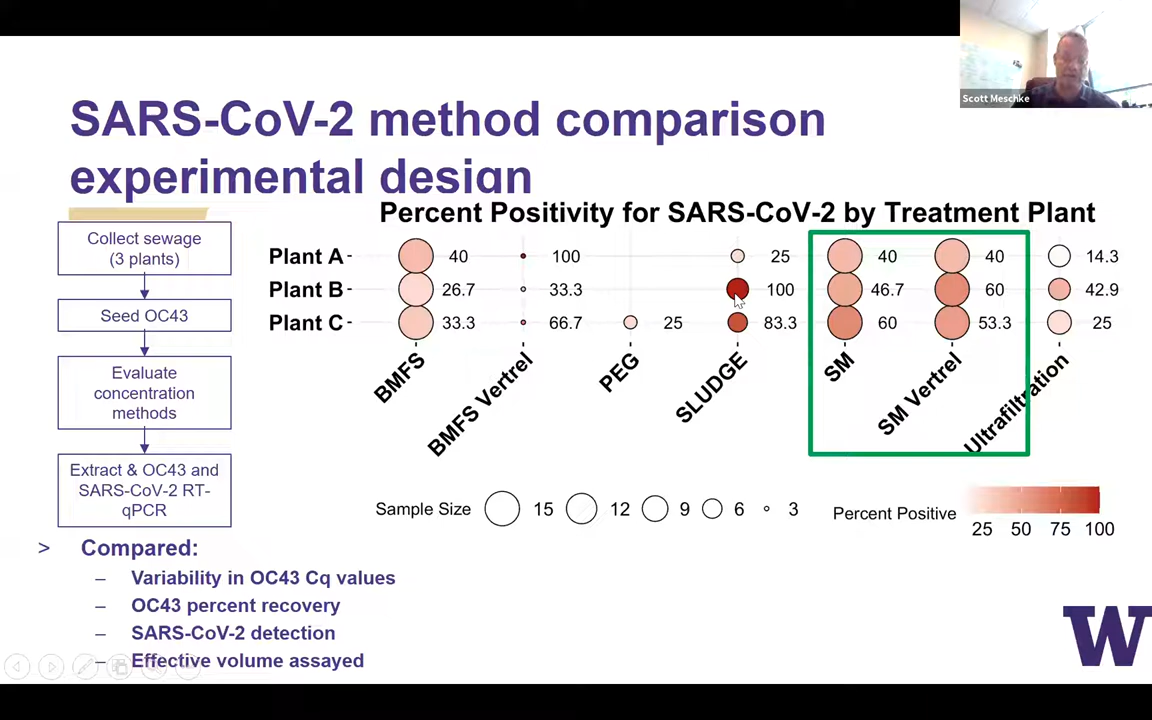 Scott Meschke
SARS-CoV-2 method comparison
experimental design
Collect sewage
(3 plants)
Seed OC43
Evaluate
concentration
methods
Extract & OC43 and
SARS-CoV-2 RT-
qPCR
Percent Positivity for SARS-CoV-2 by Treatment Plant
Plant A 40 100 25 40 40 14.3
Plant B 26.7 33.3 100 46.7 60 42.9
Plant C 33.3 66.7 25 83.3 60 53.3 25
BMFS
BMFS Vertrel
PEG
SLUDGE
SM
SM Vertrel
Ultrafiltration
Sample Size 15 12 9 6 3
Percent Positive
25 50 75 100
> Compared:
– Variability in OC43 Cq values
– OC43 percent recovery
– SARS-CoV-2 detection
– Effective volume assayed
W